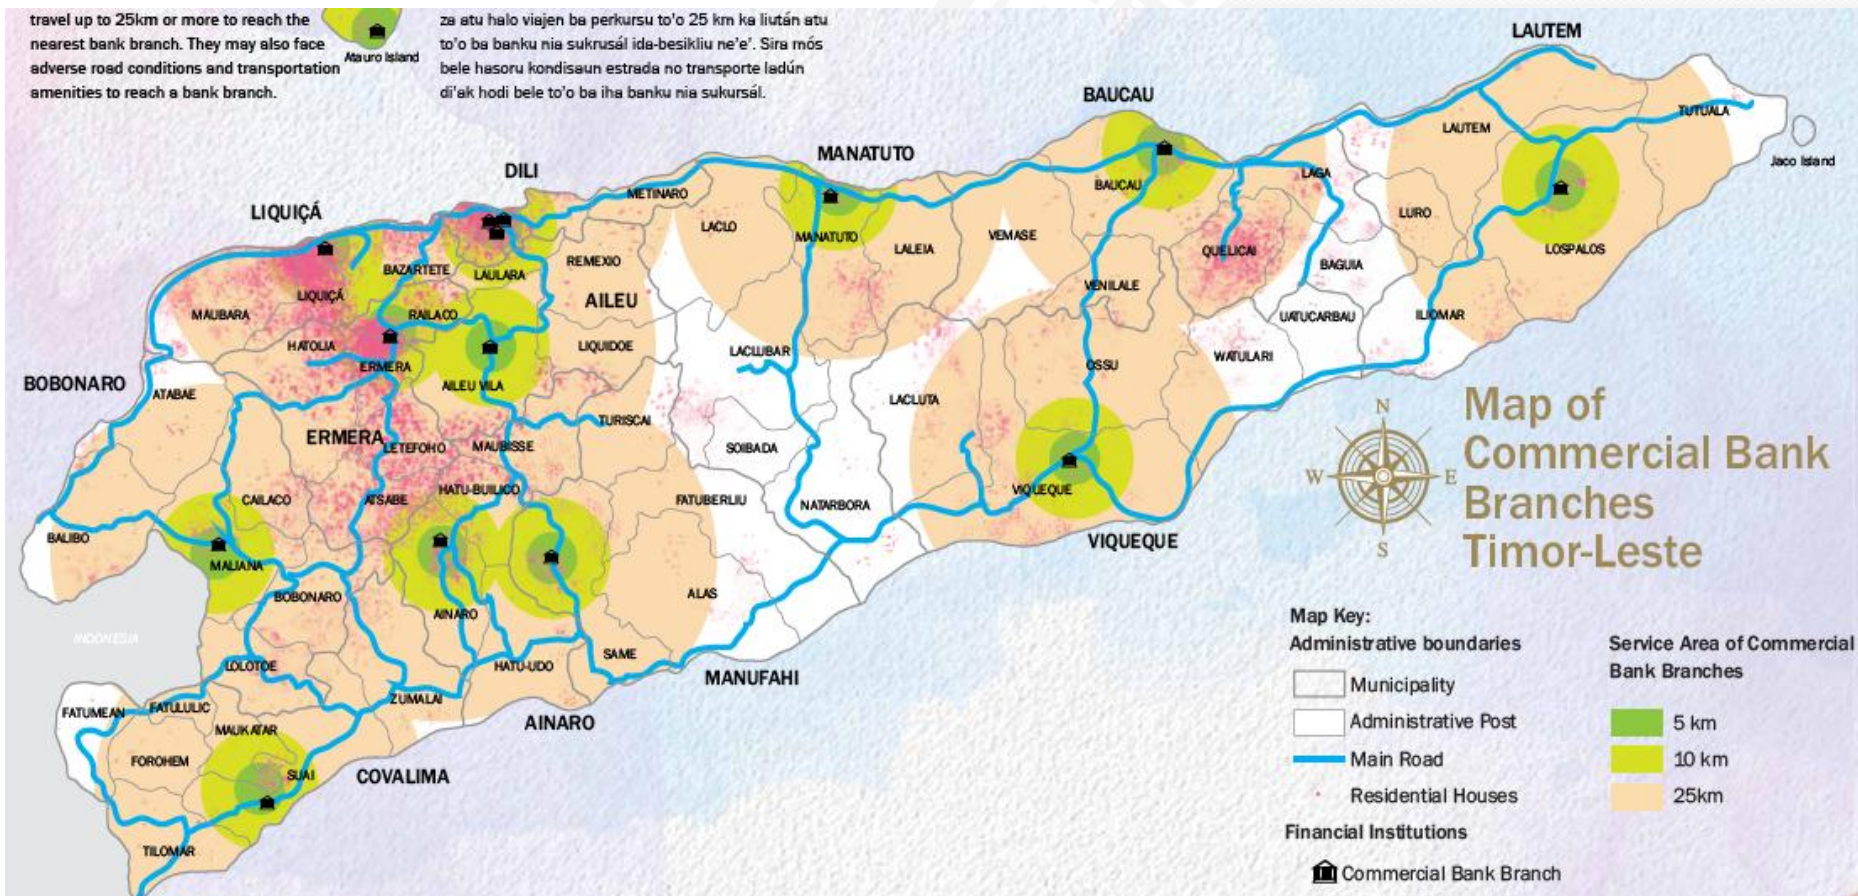 travel up to 25km or more to reach the
nearest bank branch. They may also face
adverse road conditions and transportation
amenities to reach a bank branch.
Atauro Island
za atu halo viajen ba perkursu to'o 25 km ka liután atu
to'o ba banku nia sukrusál ida-besikliu ne'e'. Sira mós
bele hasoru kondisaun estrada no transporte ladún
di'ak hodi bele to'o ba iha banku nia sukursál.
LAUTEM
BAUCAU
TUTUALA
LAUTEM
Jaco Island
MANATUTO
DILI
LAGA
BAUCAU
METINARO
LIQUIÇÁ
LACLO
MANATUTO
LALEIA
VEMASE
QUELICAI
LURO
LOSPALOS
BAZARTETE
LAULARA
REMEXIO
BAGUIA
LIQUIÇÁ
AILEU
VENILALE
MAUBARA
RAILACO
UATUCARBAU
ILIOMAR
HATOLIA
LIQUIDOE
LACLUBAR
WATULARI
ERMERA
OSSU
BOBONARO
AILEU VILA
ATABAE
LACLUTA
TURISCAI
ERMERA
LETEFOHO
MAUBISSE
SOIBADA
HATU-BUILICO
VIQUEQUE
CAILACO
ATSABE
FATUBERLIU
NATARBORA
BALIBO
VIQUEQUE
MALIANA
BOBONARO
ALAS
AINARO
INDONESIA
SAME
LOLOTOE
HATU-UDO
MANUFAHI
ZUMALAI
FATUMEAN
FATULULIC
AINARO
MAUKATAR
FOROHEM
SUAI
COVALIMA
TILOMAR
N
W
E
S
Map of
Commercial Bank
Branches
Timor-Leste
Map Key:
Administrative boundaries
Municipality
Administrative Post
Main Road
Residential Houses
Financial Institutions
Commercial Bank Branch
Service Area of Commercial
Bank Branches
5 km
10 km
25km